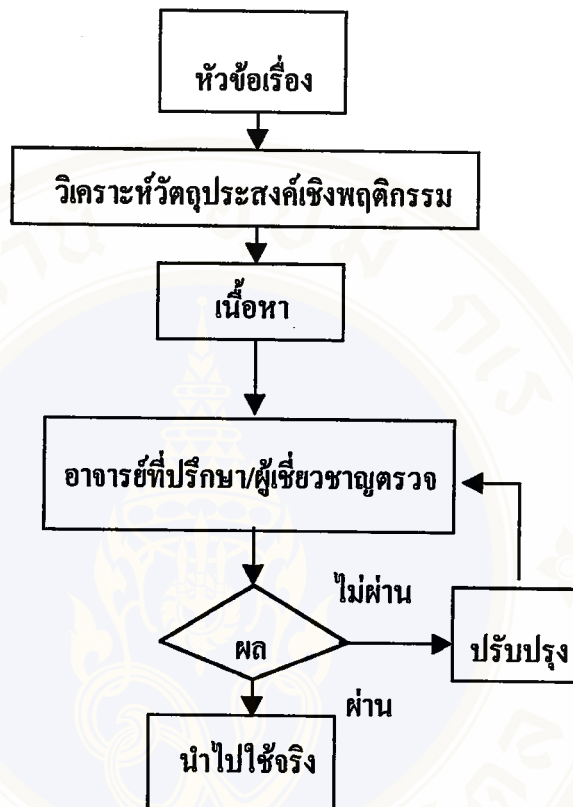 หัวข้อเรื่อง
วิเคราะห์วัตถุประสงค์เชิงพฤติกรรม
เนื้อหา
อาจารย์ที่ปรึกษา/ผู้เชี่ยวชาญตรวจ
ไม่ผ่าน
ผล
ปรับปรุง
ผ่าน
นำไปใช้จริง